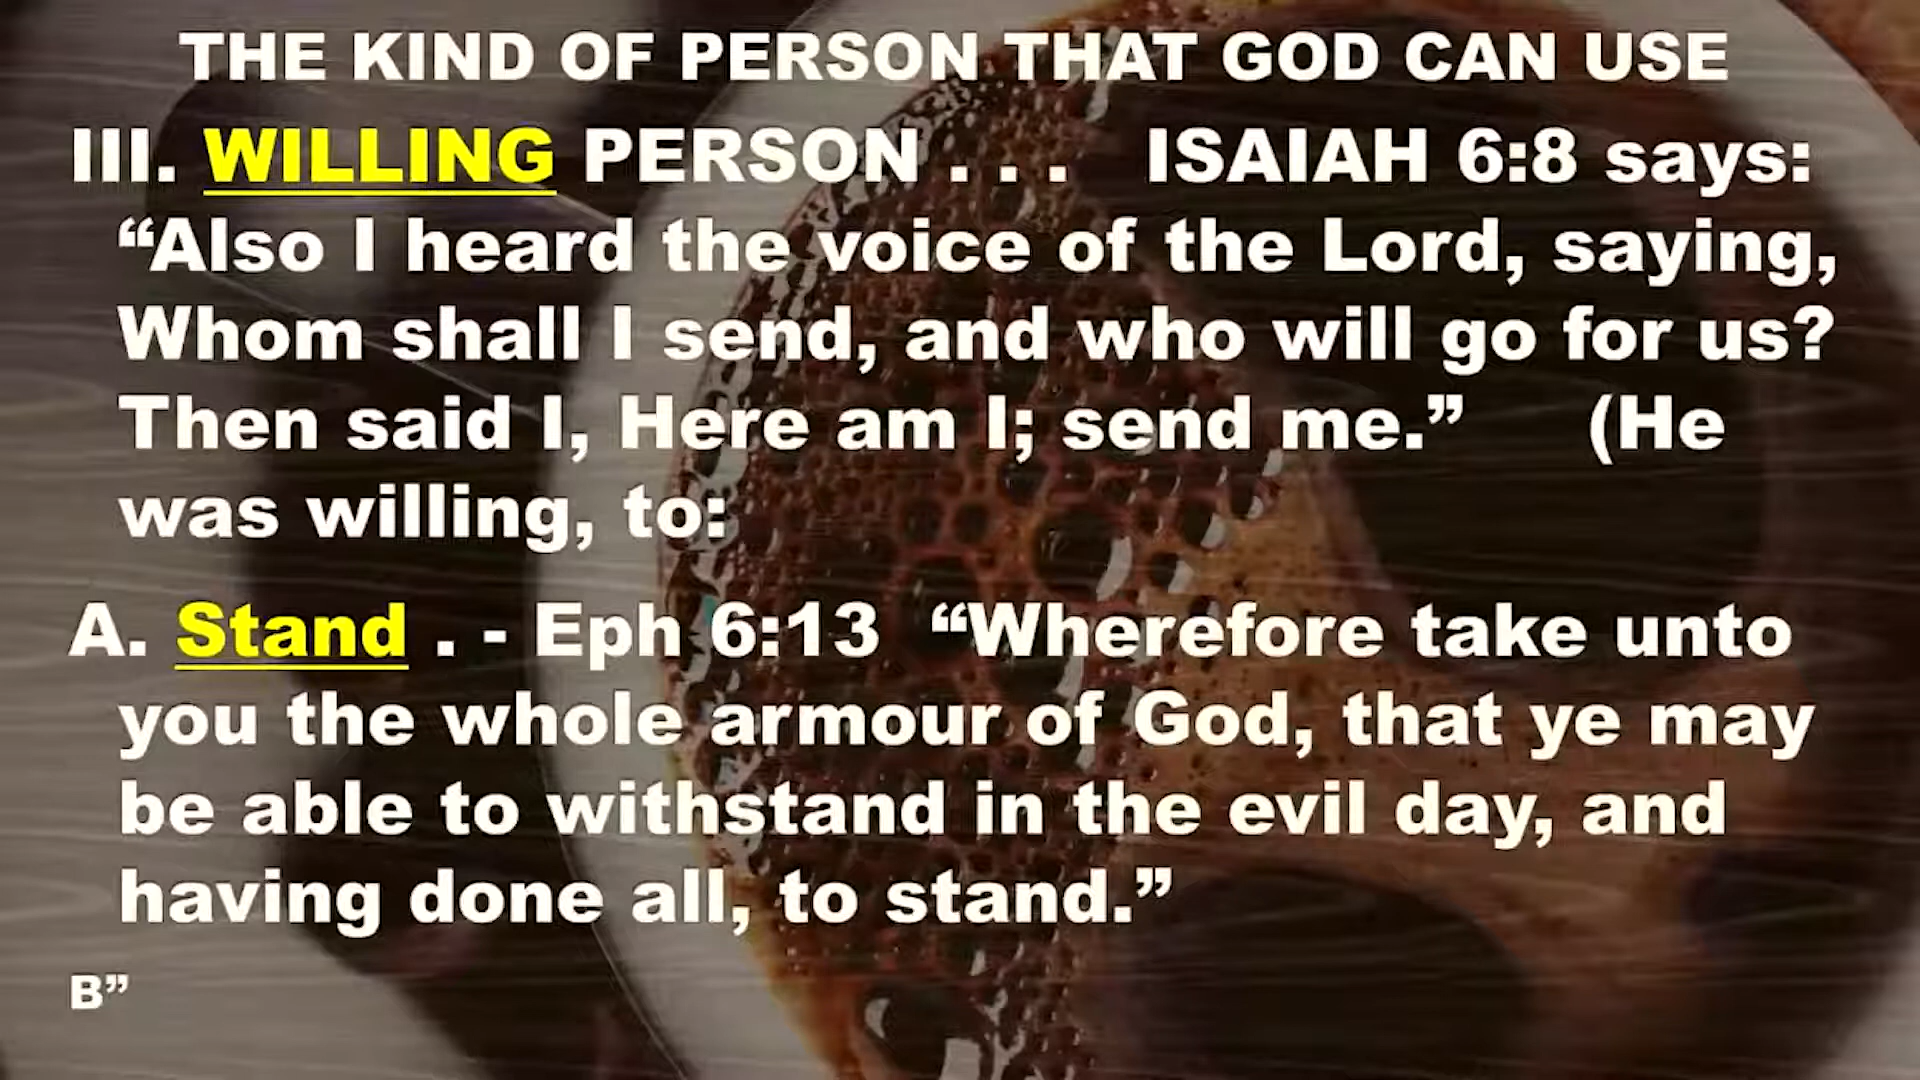 THE KIND OF PERSON THAT GOD CAN USE
III. WILLING PERSON . . . ISAIAH 6:8 says:
“Also I heard the voice of the Lord, saying,
Whom shall I send, and who will go for us?
Then said I, Here am I; send me.” (He
was willing, to:
A. Stand . - Eph 6:13 “Wherefore take unto
you the whole armour of God, that ye may
be able to withstand in the evil day, and
having done all, to stand.”
B”